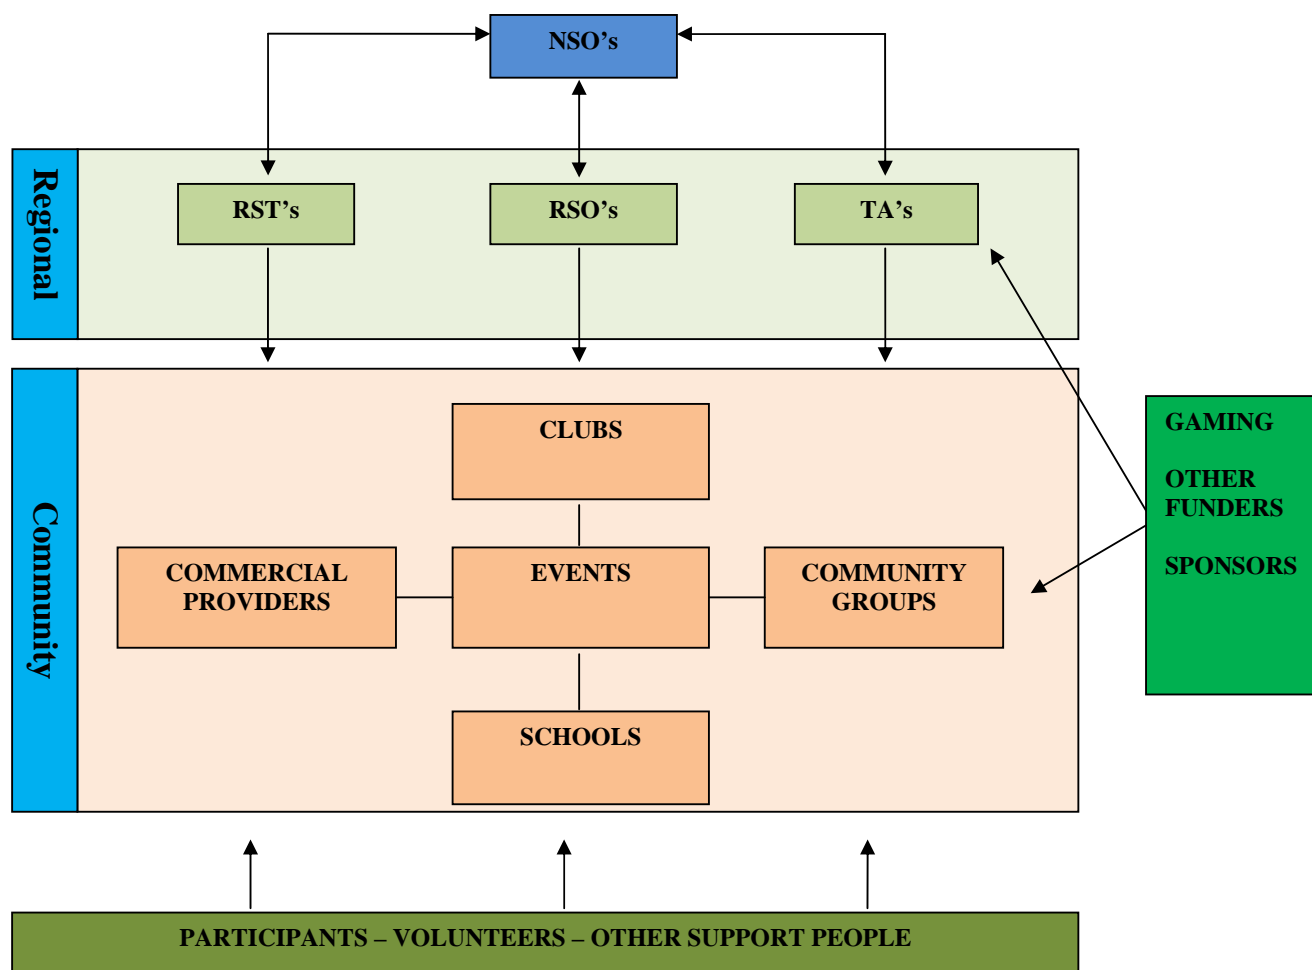 NSO’s
Regional
RST’s
RSO’s
TA’s
Community
CLUBS
COMMERCIAL
PROVIDERS
EVENTS
COMMUNITY
GROUPS
SCHOOLS
GAMING
OTHER
FUNDERS
SPONSORS
PARTICIPANTS – VOLUNTEERS – OTHER SUPPORT PEOPLE